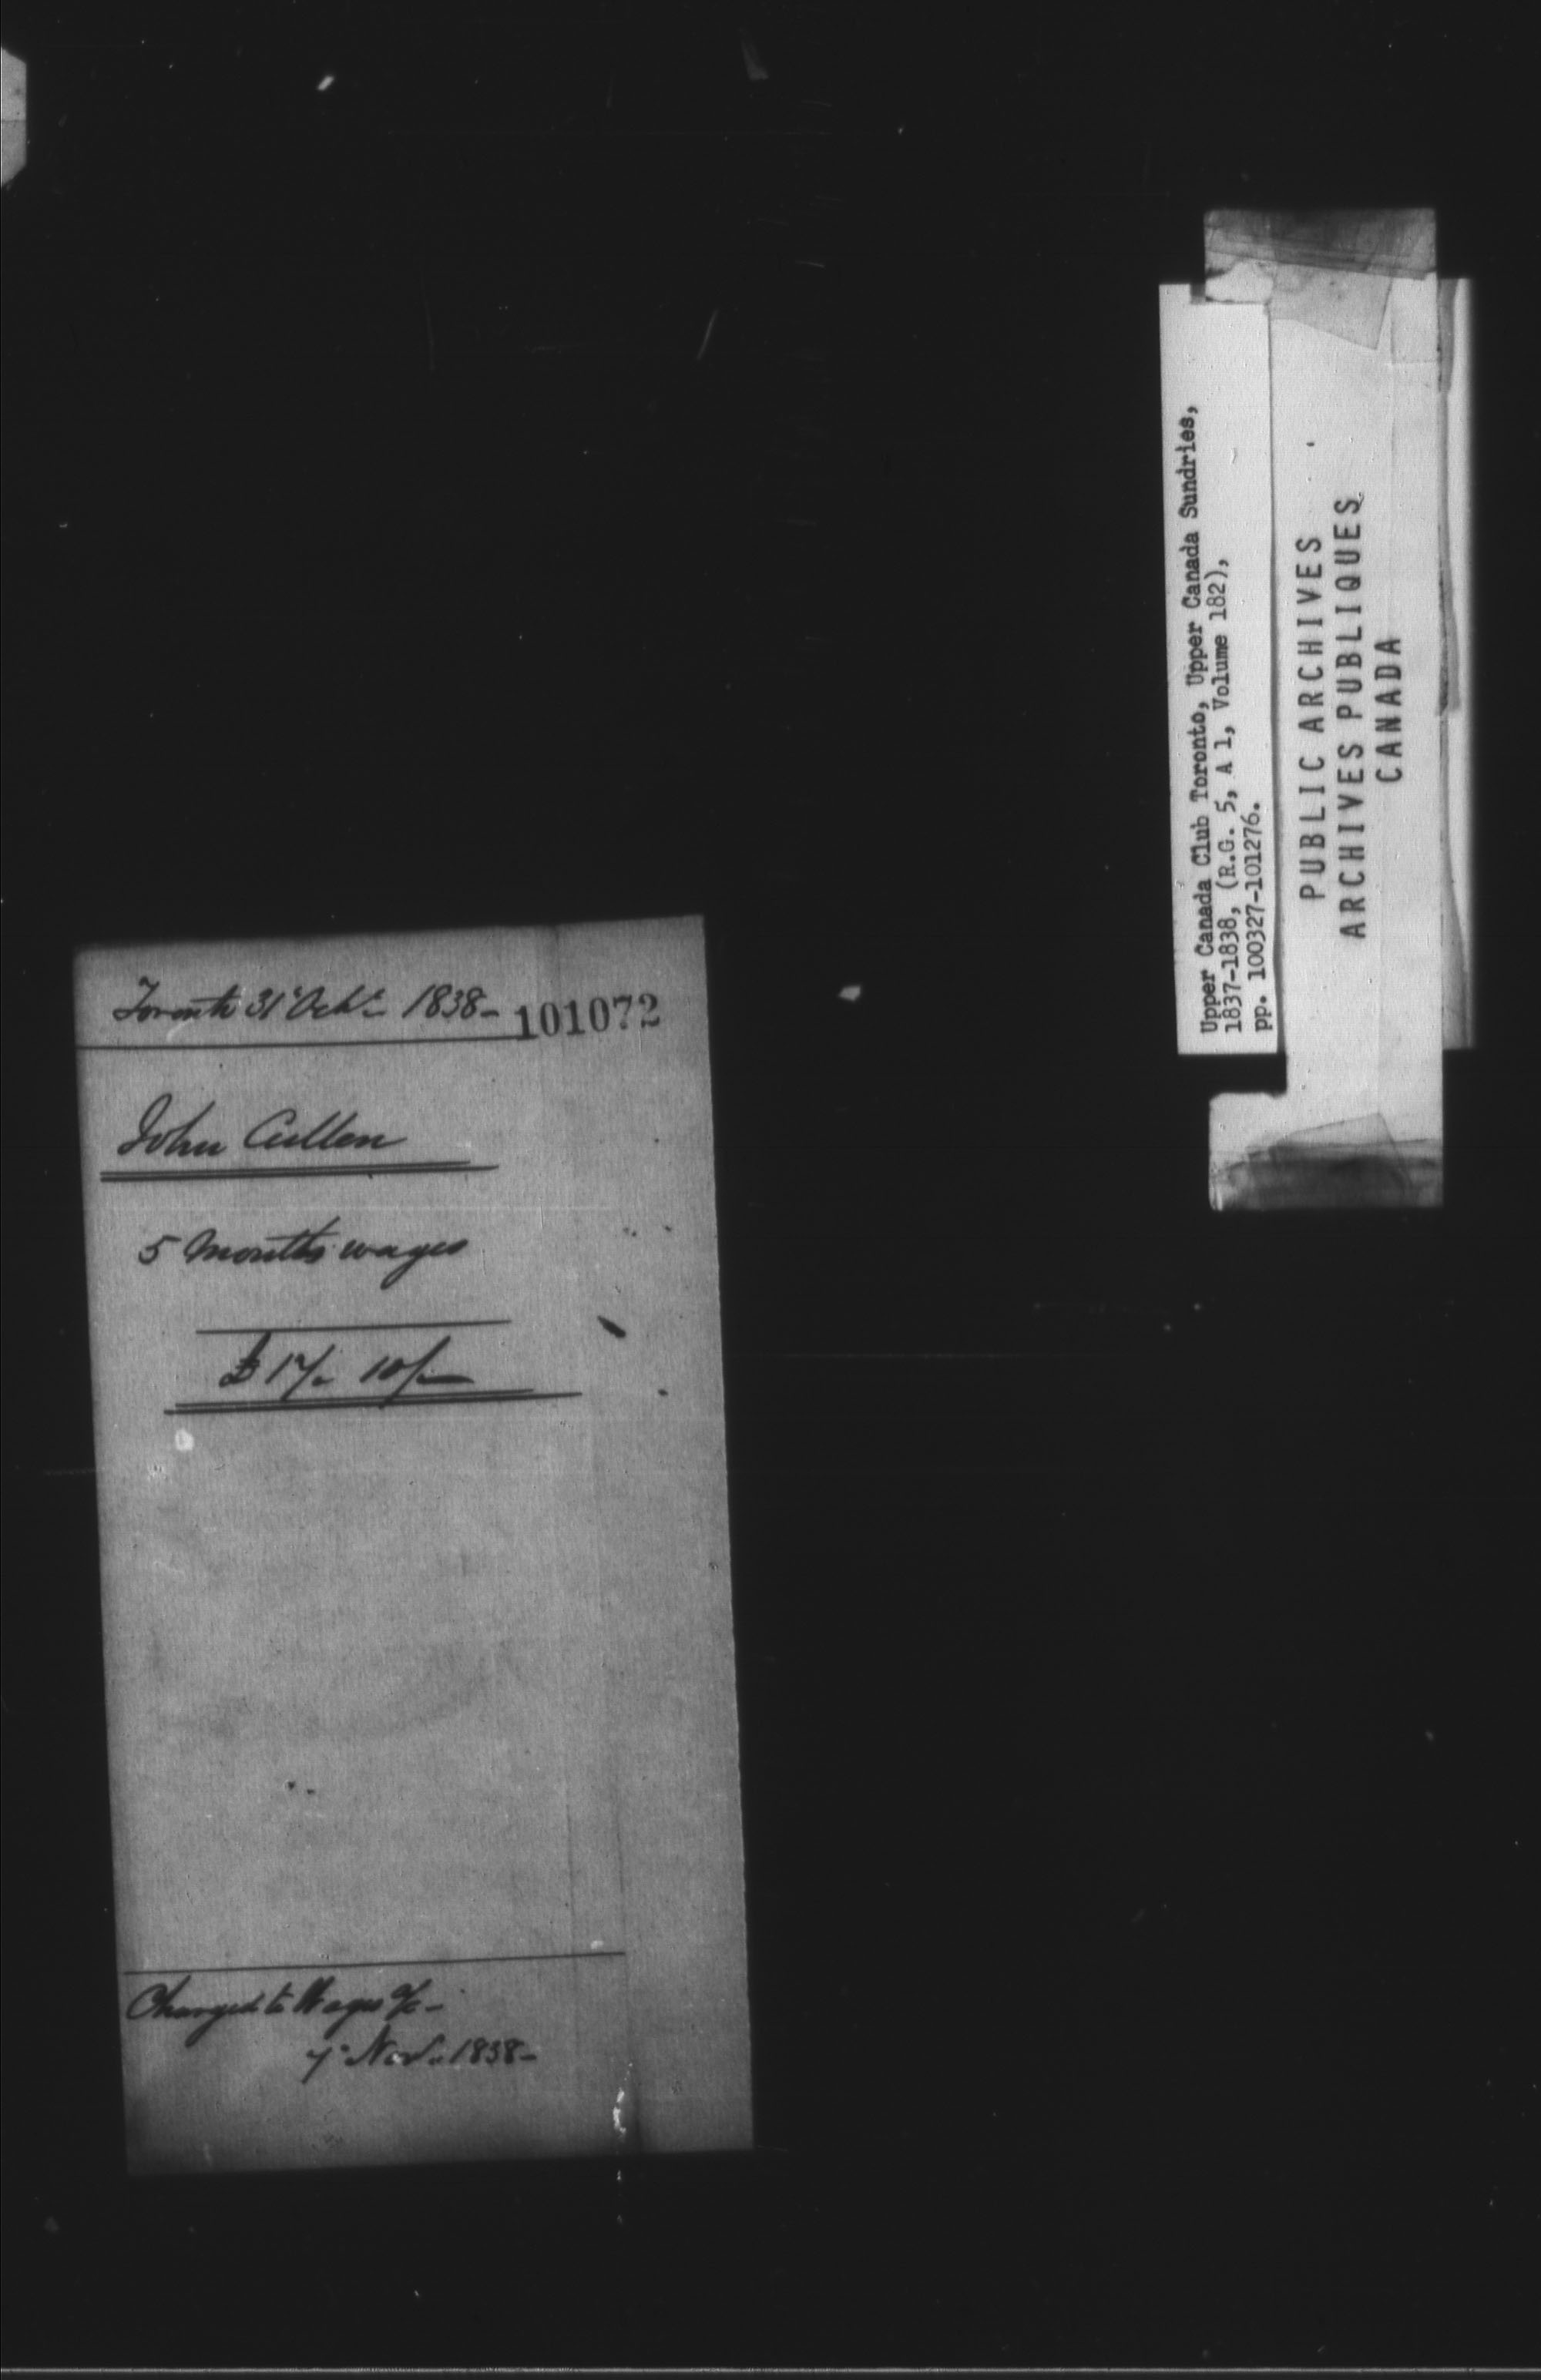 Toronto 31st Octr 1838- 101072
John Cullen
5 Months wages
£ 17/- 10/-
Charged to Wages a/c-
7 Nov. 1838-
Upper Canada Club Toronto, Upper Canada Sundries,
1837-1838, (R.G. 5, A 1, Volume 182),
pp. 100327-101276.
PUBLIC ARCHIVES
ARCHIVES PUBLIQUES
CANADA